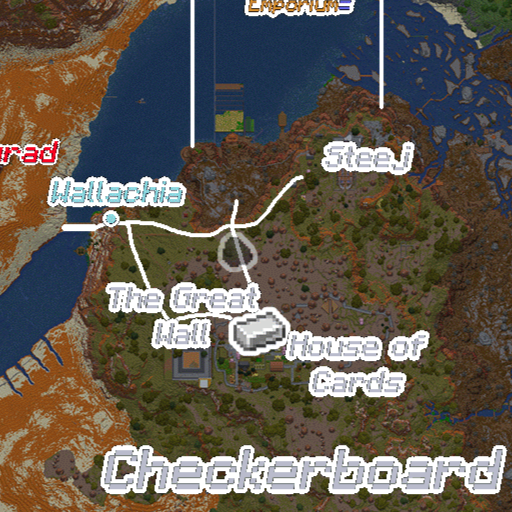 Emporium
Steej
Wallachia
The Great
Wall
House of
Cards
Checkerboard